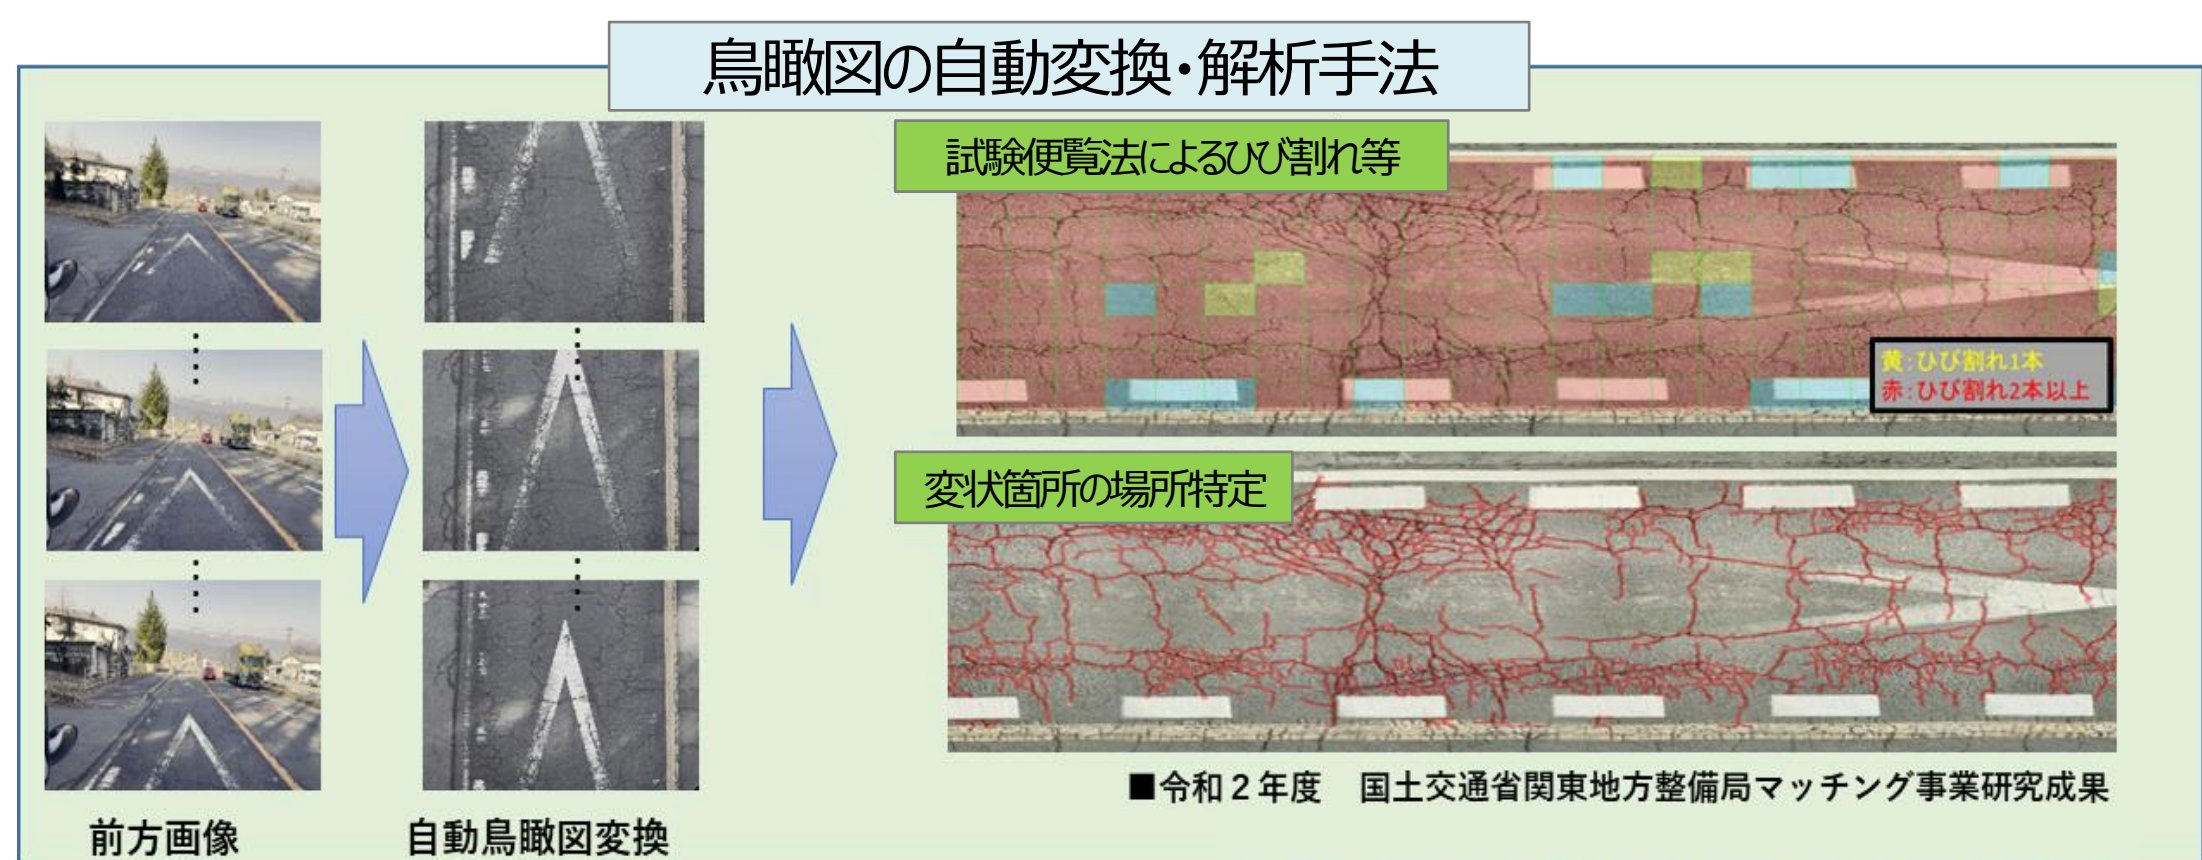 鳥瞰図の自動変換・解析手法
試験便覧法によるひび割れ等
黄:ひび割れ1本
赤:ひび割れ2本以上
変状箇所の場所特定
■令和2年度　国土交通省関東地方整備局マッチング事業研究成果
前方画像
自動鳥瞰図変換